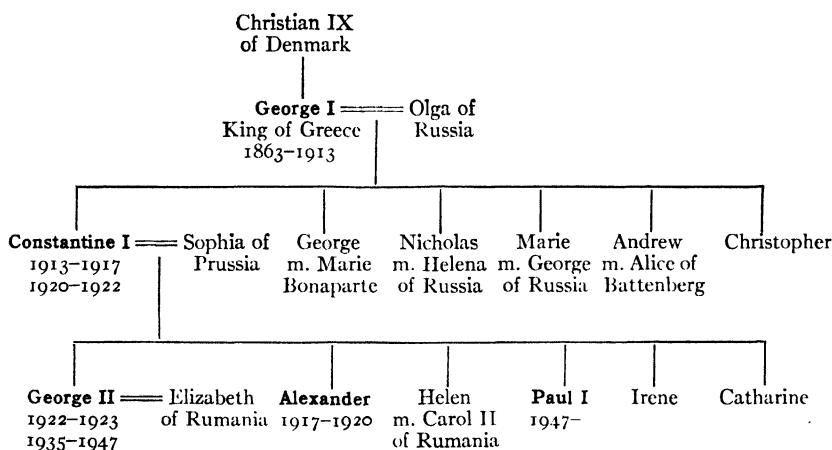 Christian IX
of Denmark
George I Olga of
King of Greece Russia
1863–1913
Constantine I Sophia of George Nicholas Marie Andrew Christopher
1913–1917 Prussia m. Marie m. Helena m. George m. Alice of
1920–1922 Bonaparte of Russia of Russia Battenberg
George II Elizabeth Alexander Helen Paul I Irene Catharine
1922–1923 of Rumania 1917–1920 m. Carol II 1947–
1935–1947 of Rumania